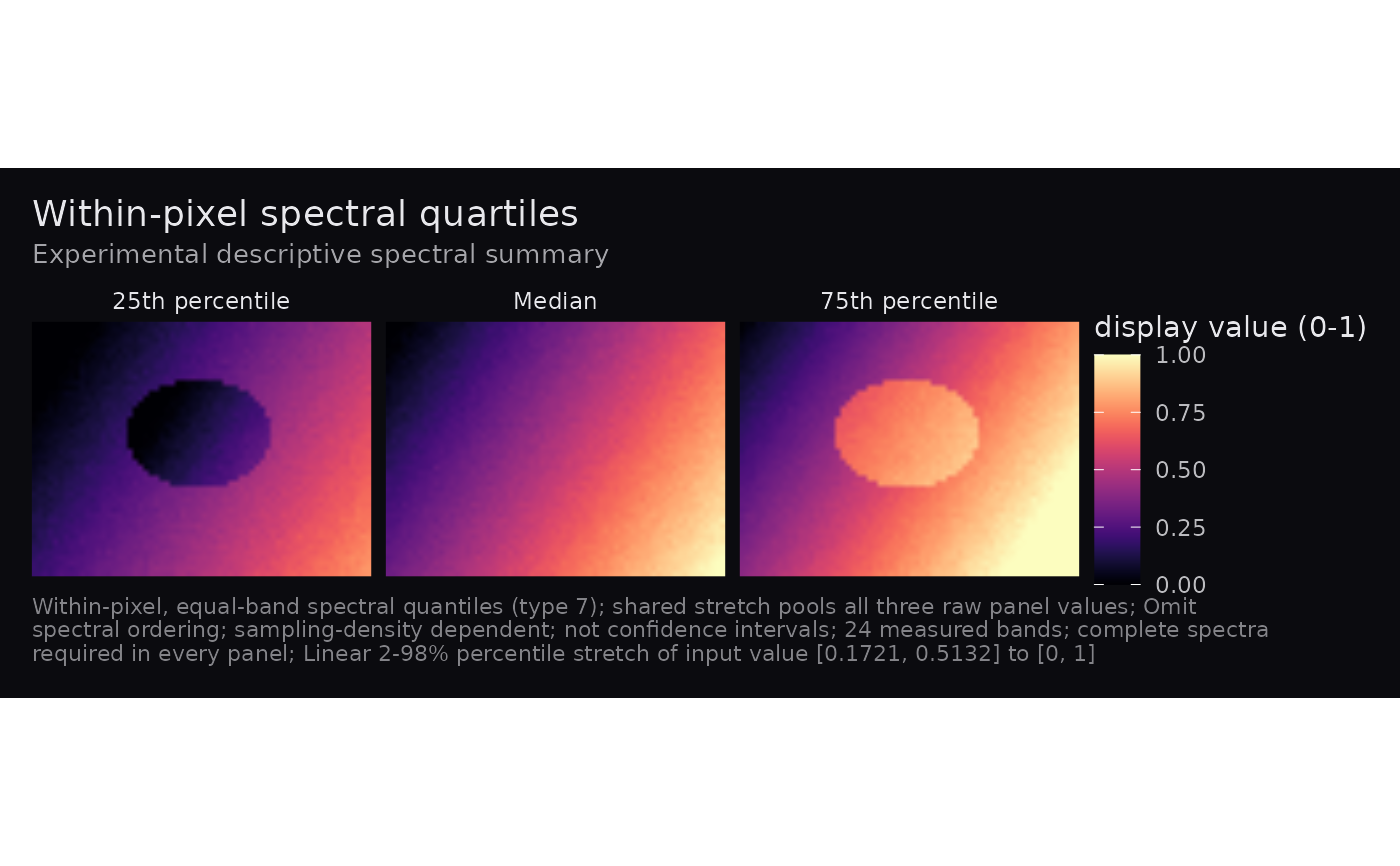 Within-pixel spectral quartiles
Experimental descriptive spectral summary
25th percentile
Median
75th percentile
display value (0-1)
1.00
0.75
0.50
0.25
0.00
Within-pixel, equal-band spectral quantiles (type 7); shared stretch pools all three raw panel values; Omit
spectral ordering; sampling-density dependent; not confidence intervals; 24 measured bands; complete spectra
required in every panel; Linear 2-98% percentile stretch of input value [0.1721, 0.5132] to [0, 1]